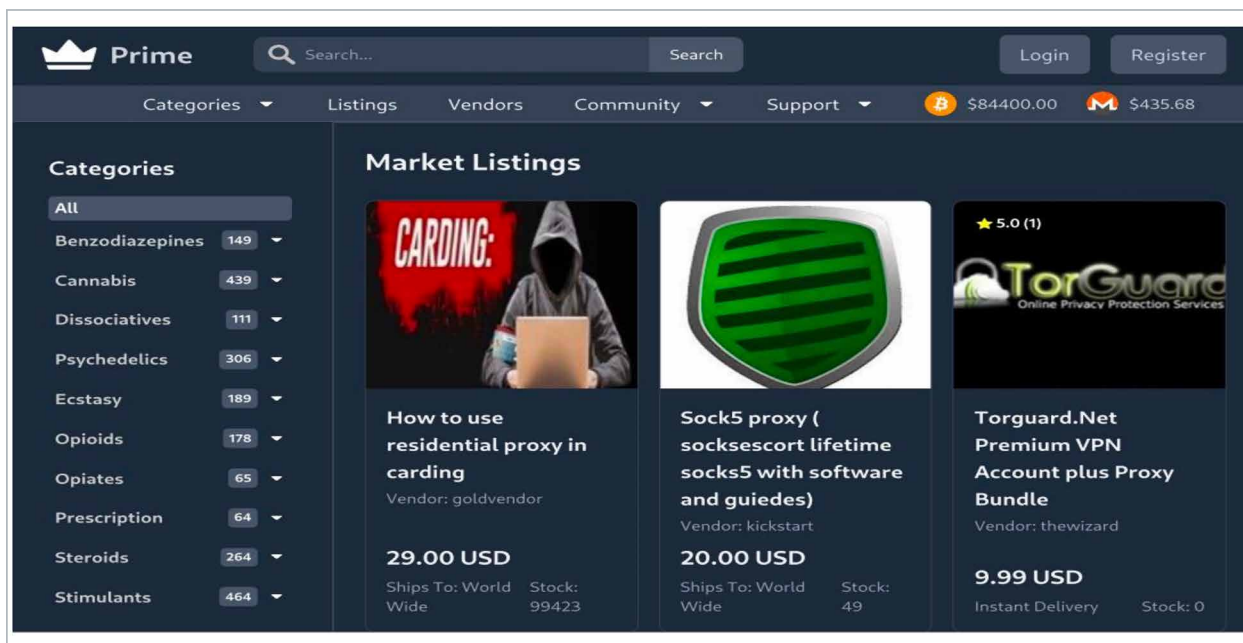 Prime
Search...
Search
Login
Register
Categories
Listings
Vendors
Community
Support
$84400.00
$435.68
Categories
All
Benzodiazepines 149
Cannabis 439
Dissociatives 111
Psychedelics 306
Ecstasy 189
Opioids 178
Opiates 65
Prescription 64
Steroids 264
Stimulants 464
Market Listings
CARDING:
How to use
residential proxy in
carding
Vendor: goldvendor
29.00 USD
Ships To: World
Wide
Stock:
99423
Sock5 proxy (
socksescort lifetime
socks5 with software
and guiedes)
Vendor: kickstart
20.00 USD
Ships To: World
Wide
Stock:
49
5.0 (1)
TorGuard
Online Privacy Protection Services
Torguard.Net
Premium VPN
Account plus Proxy
Bundle
Vendor: thewizard
9.99 USD
Instant Delivery
Stock: 0